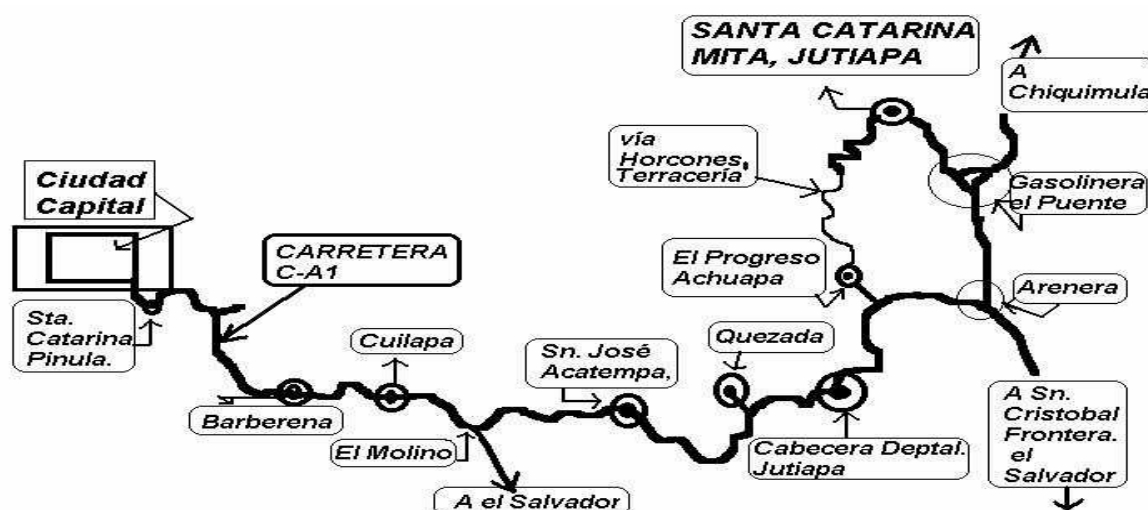 SANTA CATARINA
MITA, JUTIAPA
A
Chiquimula
vía
Horcones,
Terracería,
Ciudad
Capital
Gasolinera
el Puente
CARRETERA
C-A1
El Progreso
Achuapa
Arenera
Sta.
Catarina
Pinula.
Cuilapa
Sn. José
Acatempa,
Quezada
Barberena
El Molino
Cabecera Deptal.
Jutiapa
A Sn.
Cristobal
Frontera.
el
Salvador
A el Salvador